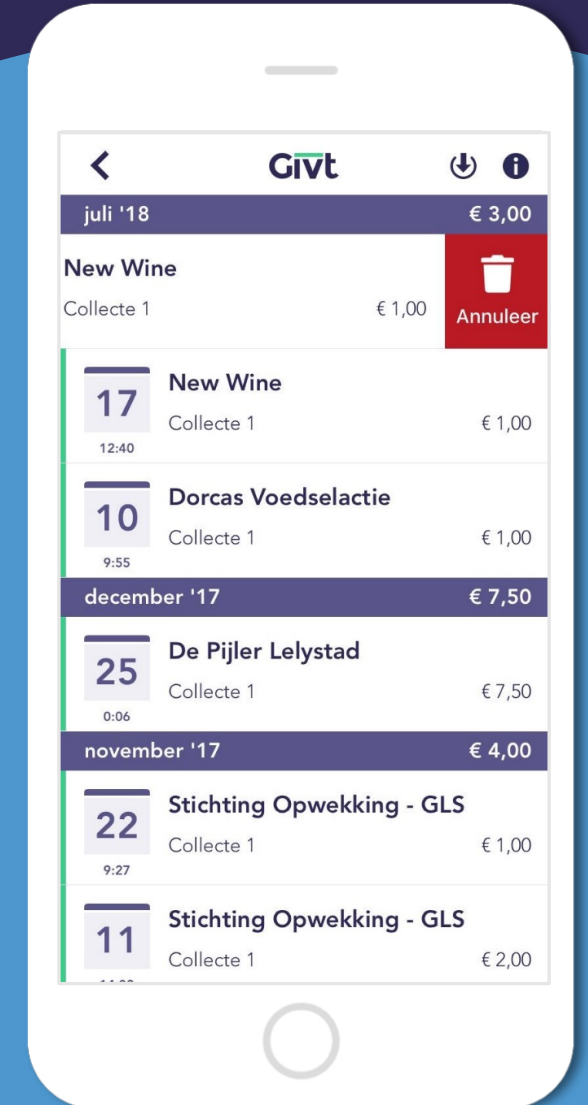 Givt
juli '18 € 3,00
New Wine
Collecte 1 € 1,00
Annuleer
17
12:40
New Wine
Collecte 1 € 1,00
10
9:55
Dorcas Voedselactie
Collecte 1 € 1,00
december '17 € 7,50
25
0:06
De Pijler Lelystad
Collecte 1 € 7,50
november '17 € 4,00
22
9:27
Stichting Opwekking - GLS
Collecte 1 € 1,00
11
Stichting Opwekking - GLS
Collecte 1 € 2,00